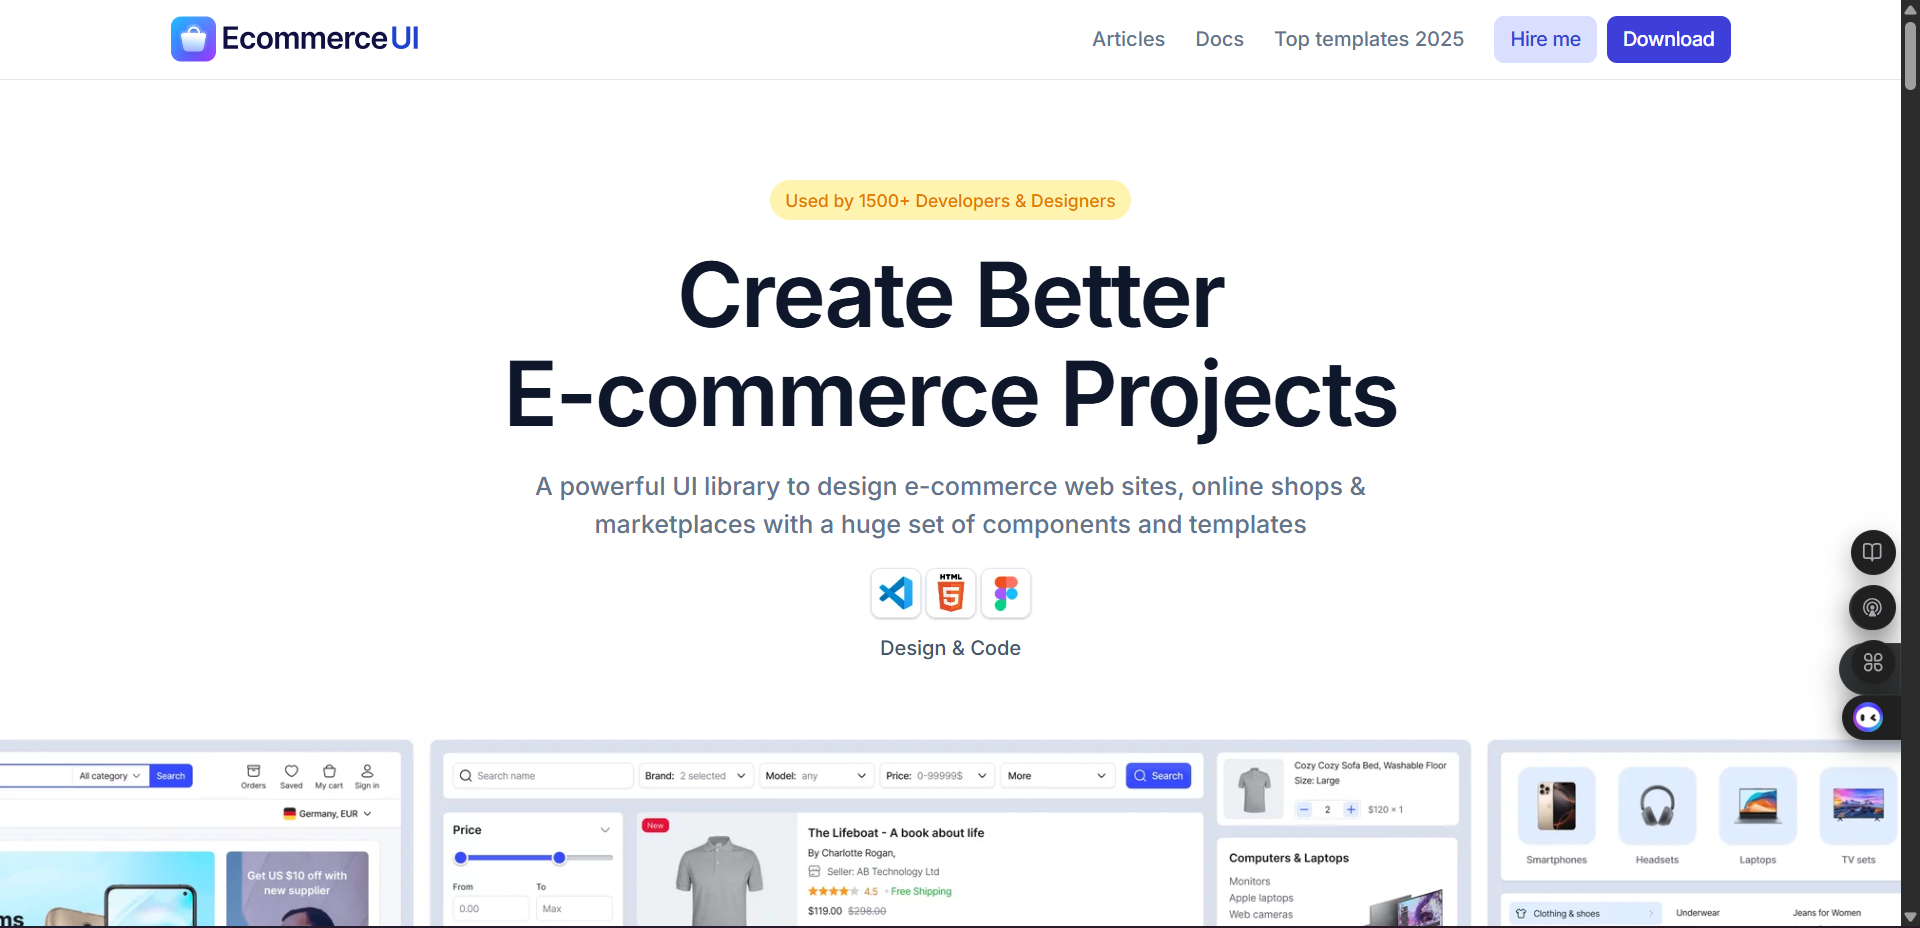 EcommerceUI
Articles
Docs
Top templates 2025
Hire me
Download
Used by 1500+ Developers & Designers
Create Better
E-commerce Projects
A powerful UI library to design e-commerce web sites, online shops &
marketplaces with a huge set of components and templates
HTML
5
Design & Code
All category
Search
Orders
Saved
My cart
Sign in
Germany, EUR
Get US $10 off with
new supplier
Search name
Brand: 2 selected
Model: any
Price: 0-99999$
More
Search
Price
From
To
0.00
Max
New
The Lifeboat - A book about life
By Charlotte Rogan,
Seller: AB Technology Ltd
4.5
Free Shipping
$119.00 $298.00
Cozy Cozy Sofa Bed, Washable Floor
Size: Large
2
$120 × 1
Computers & Laptops
Monitors
Apple laptops
Web cameras
Smartphones
Headsets
Laptops
TV sets
Clothing & shoes
Underwear
Jeans for Women